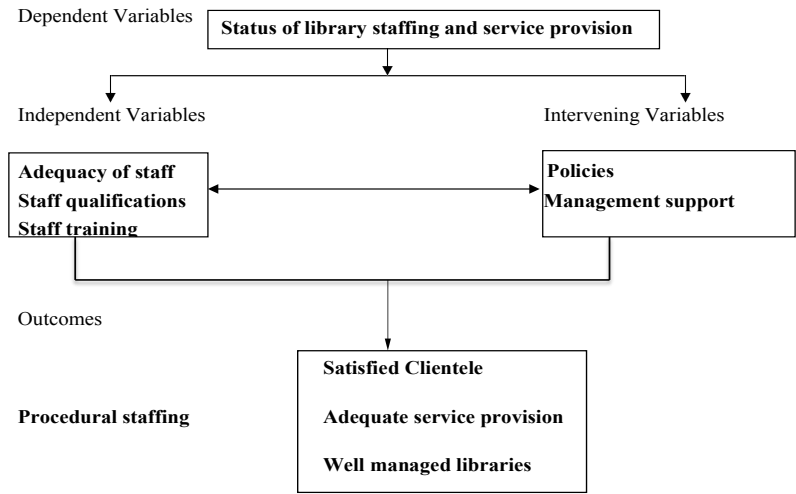 Dependent Variables
Status of library staffing and service provision
Independent Variables
Intervening Variables
Adequacy of staff
Staff qualifications
Staff training
Policies
Management support
Outcomes
Satisfied Clientele
Procedural staffing
Adequate service provision
Well managed libraries